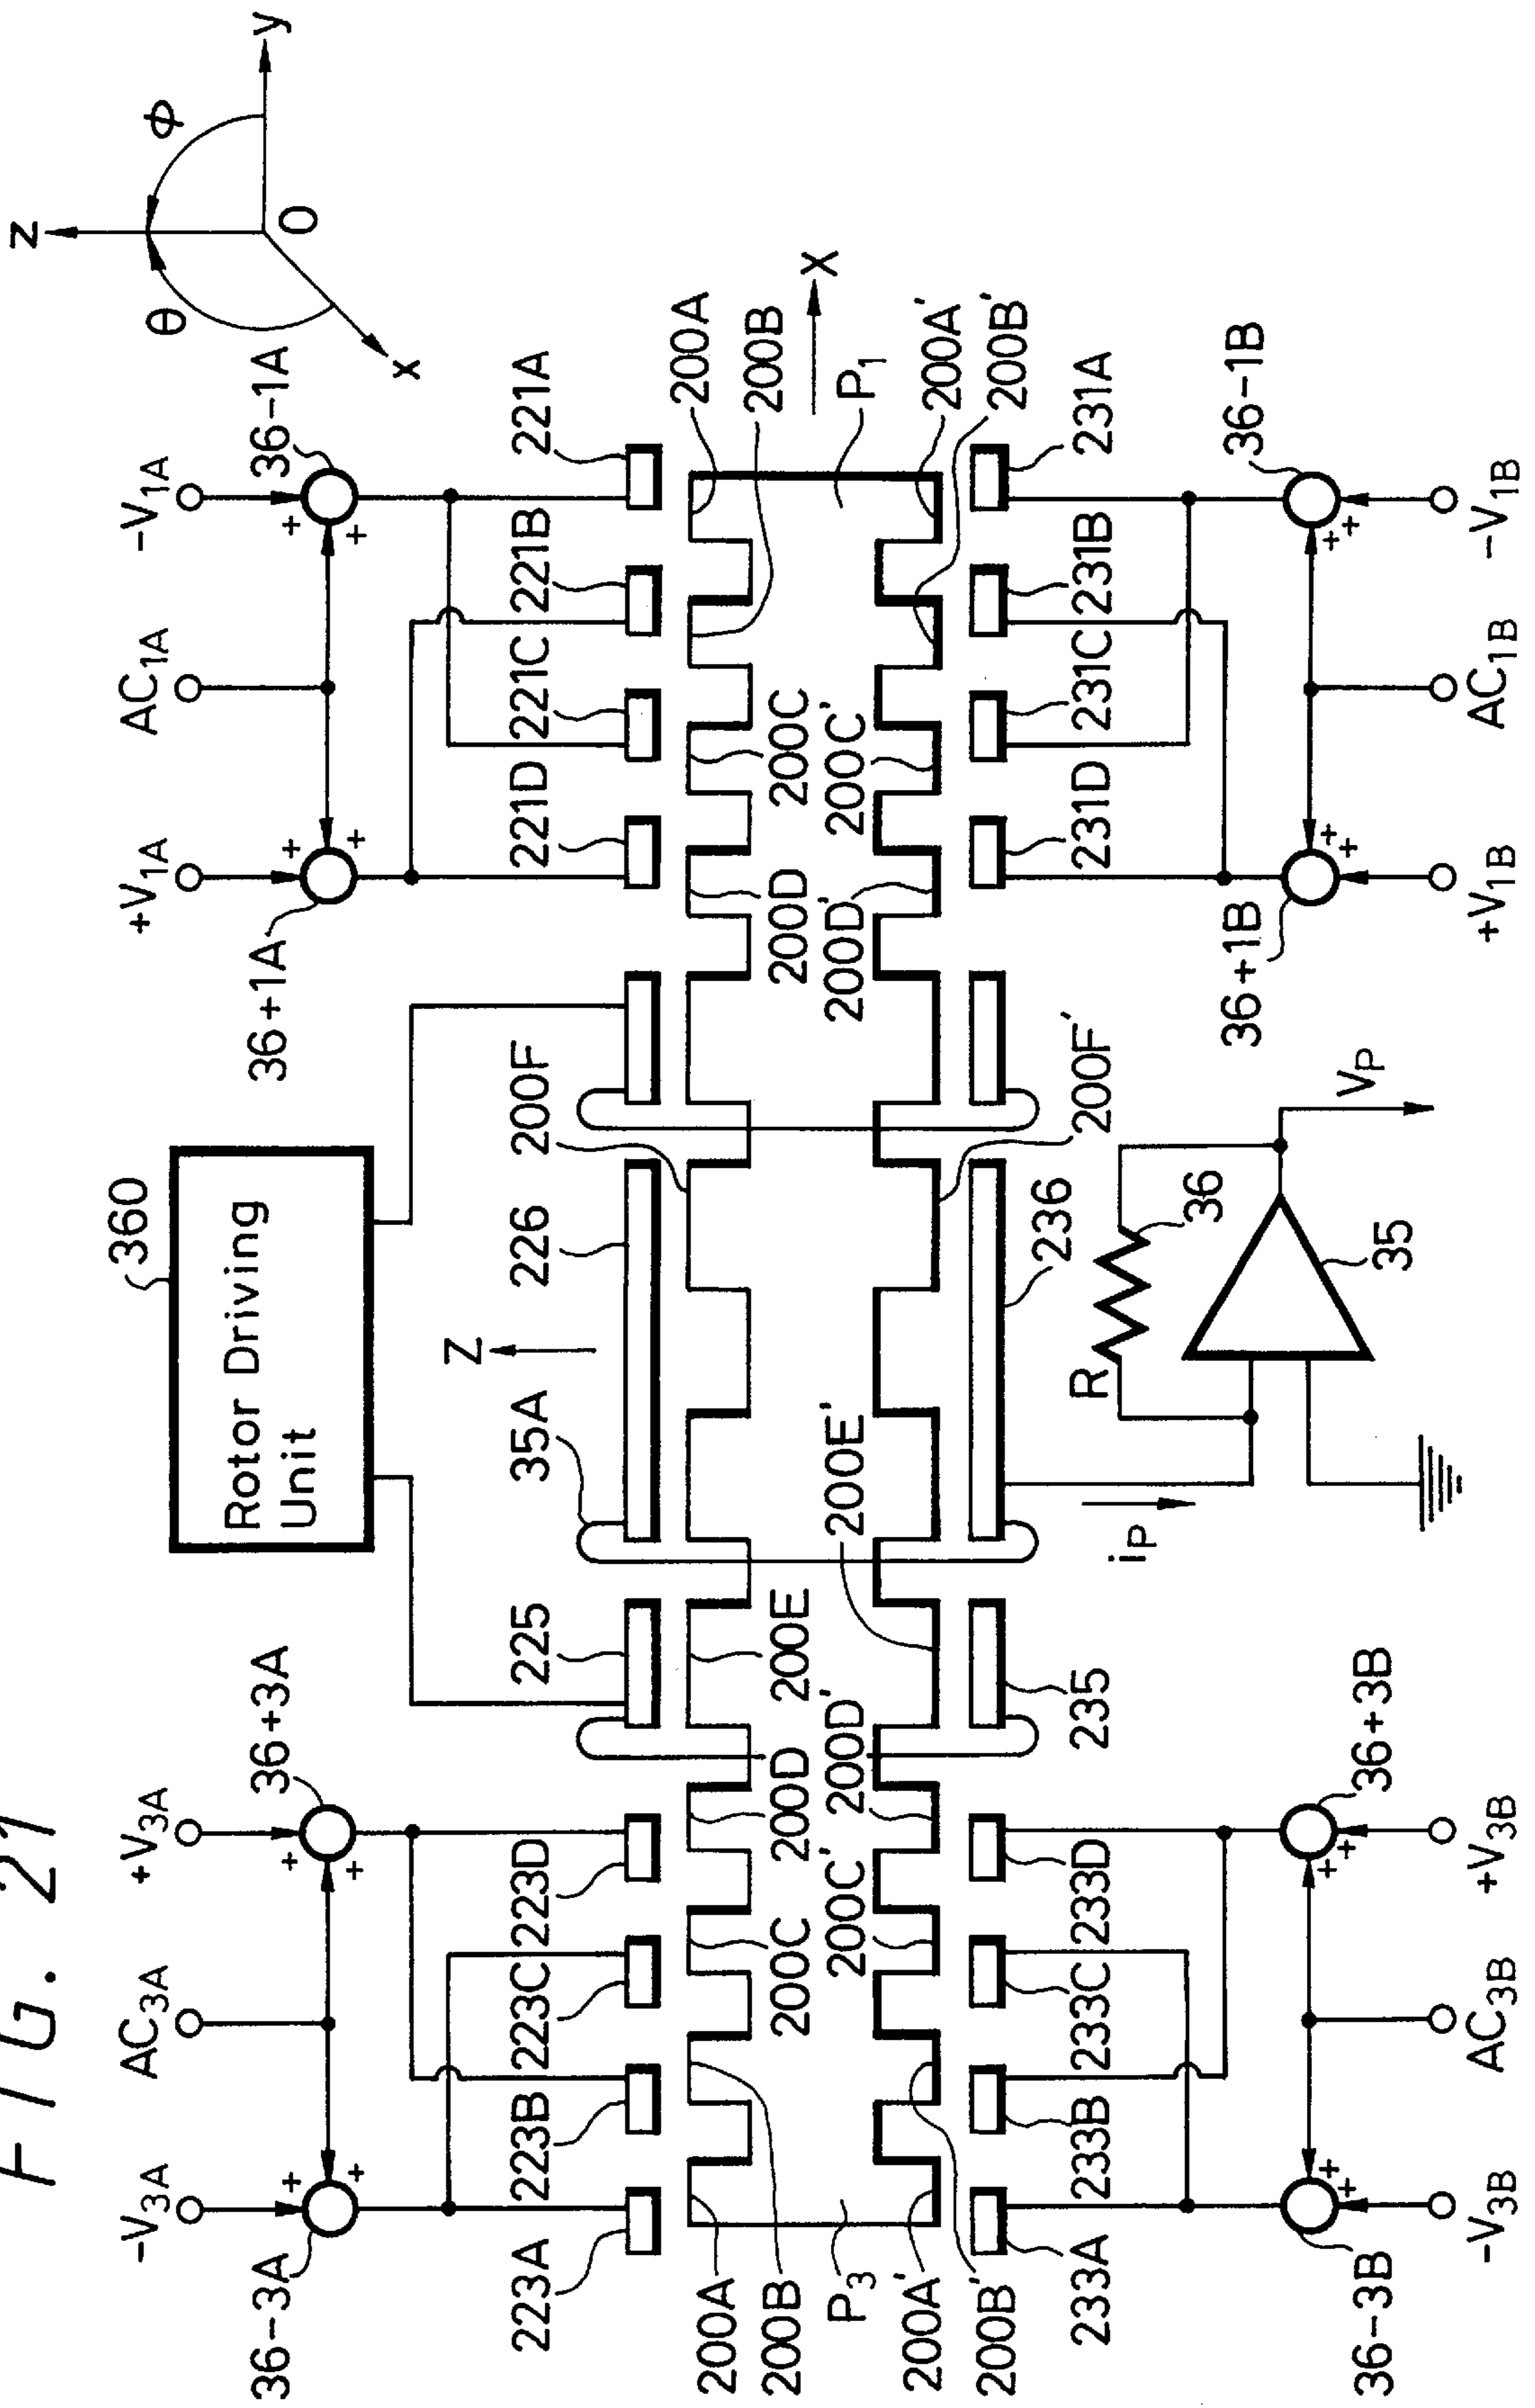 FIG. 21
-V3A
AC3A
+V3A
+V1A
AC1A
-V1A
36-3A
36+3A
360
Rotor Driving
Unit
36+1A
36-1A
z
y
x
O
θ
ϕ
223A
223B
223C
223D
225
35A
Z
226
200F
221D
221C
221B
221A
200A
200B
P3
200A'
200B'
200C
200C'
200D
200D'
200E
200E'
200D
200D'
200C
200C'
200A
200B
X
P1
200A'
200B'
233A
233B
233C
233D
235
236
200F'
231D
231C
231B
231A
iP
R
36
35
VP
36-3B
36+3B
36+1B
36-1B
-V3B
AC3B
+V3B
+V1B
AC1B
-V1B
+ +
+ +
+ +
+ +
+ +
+ +
+ +
+ +